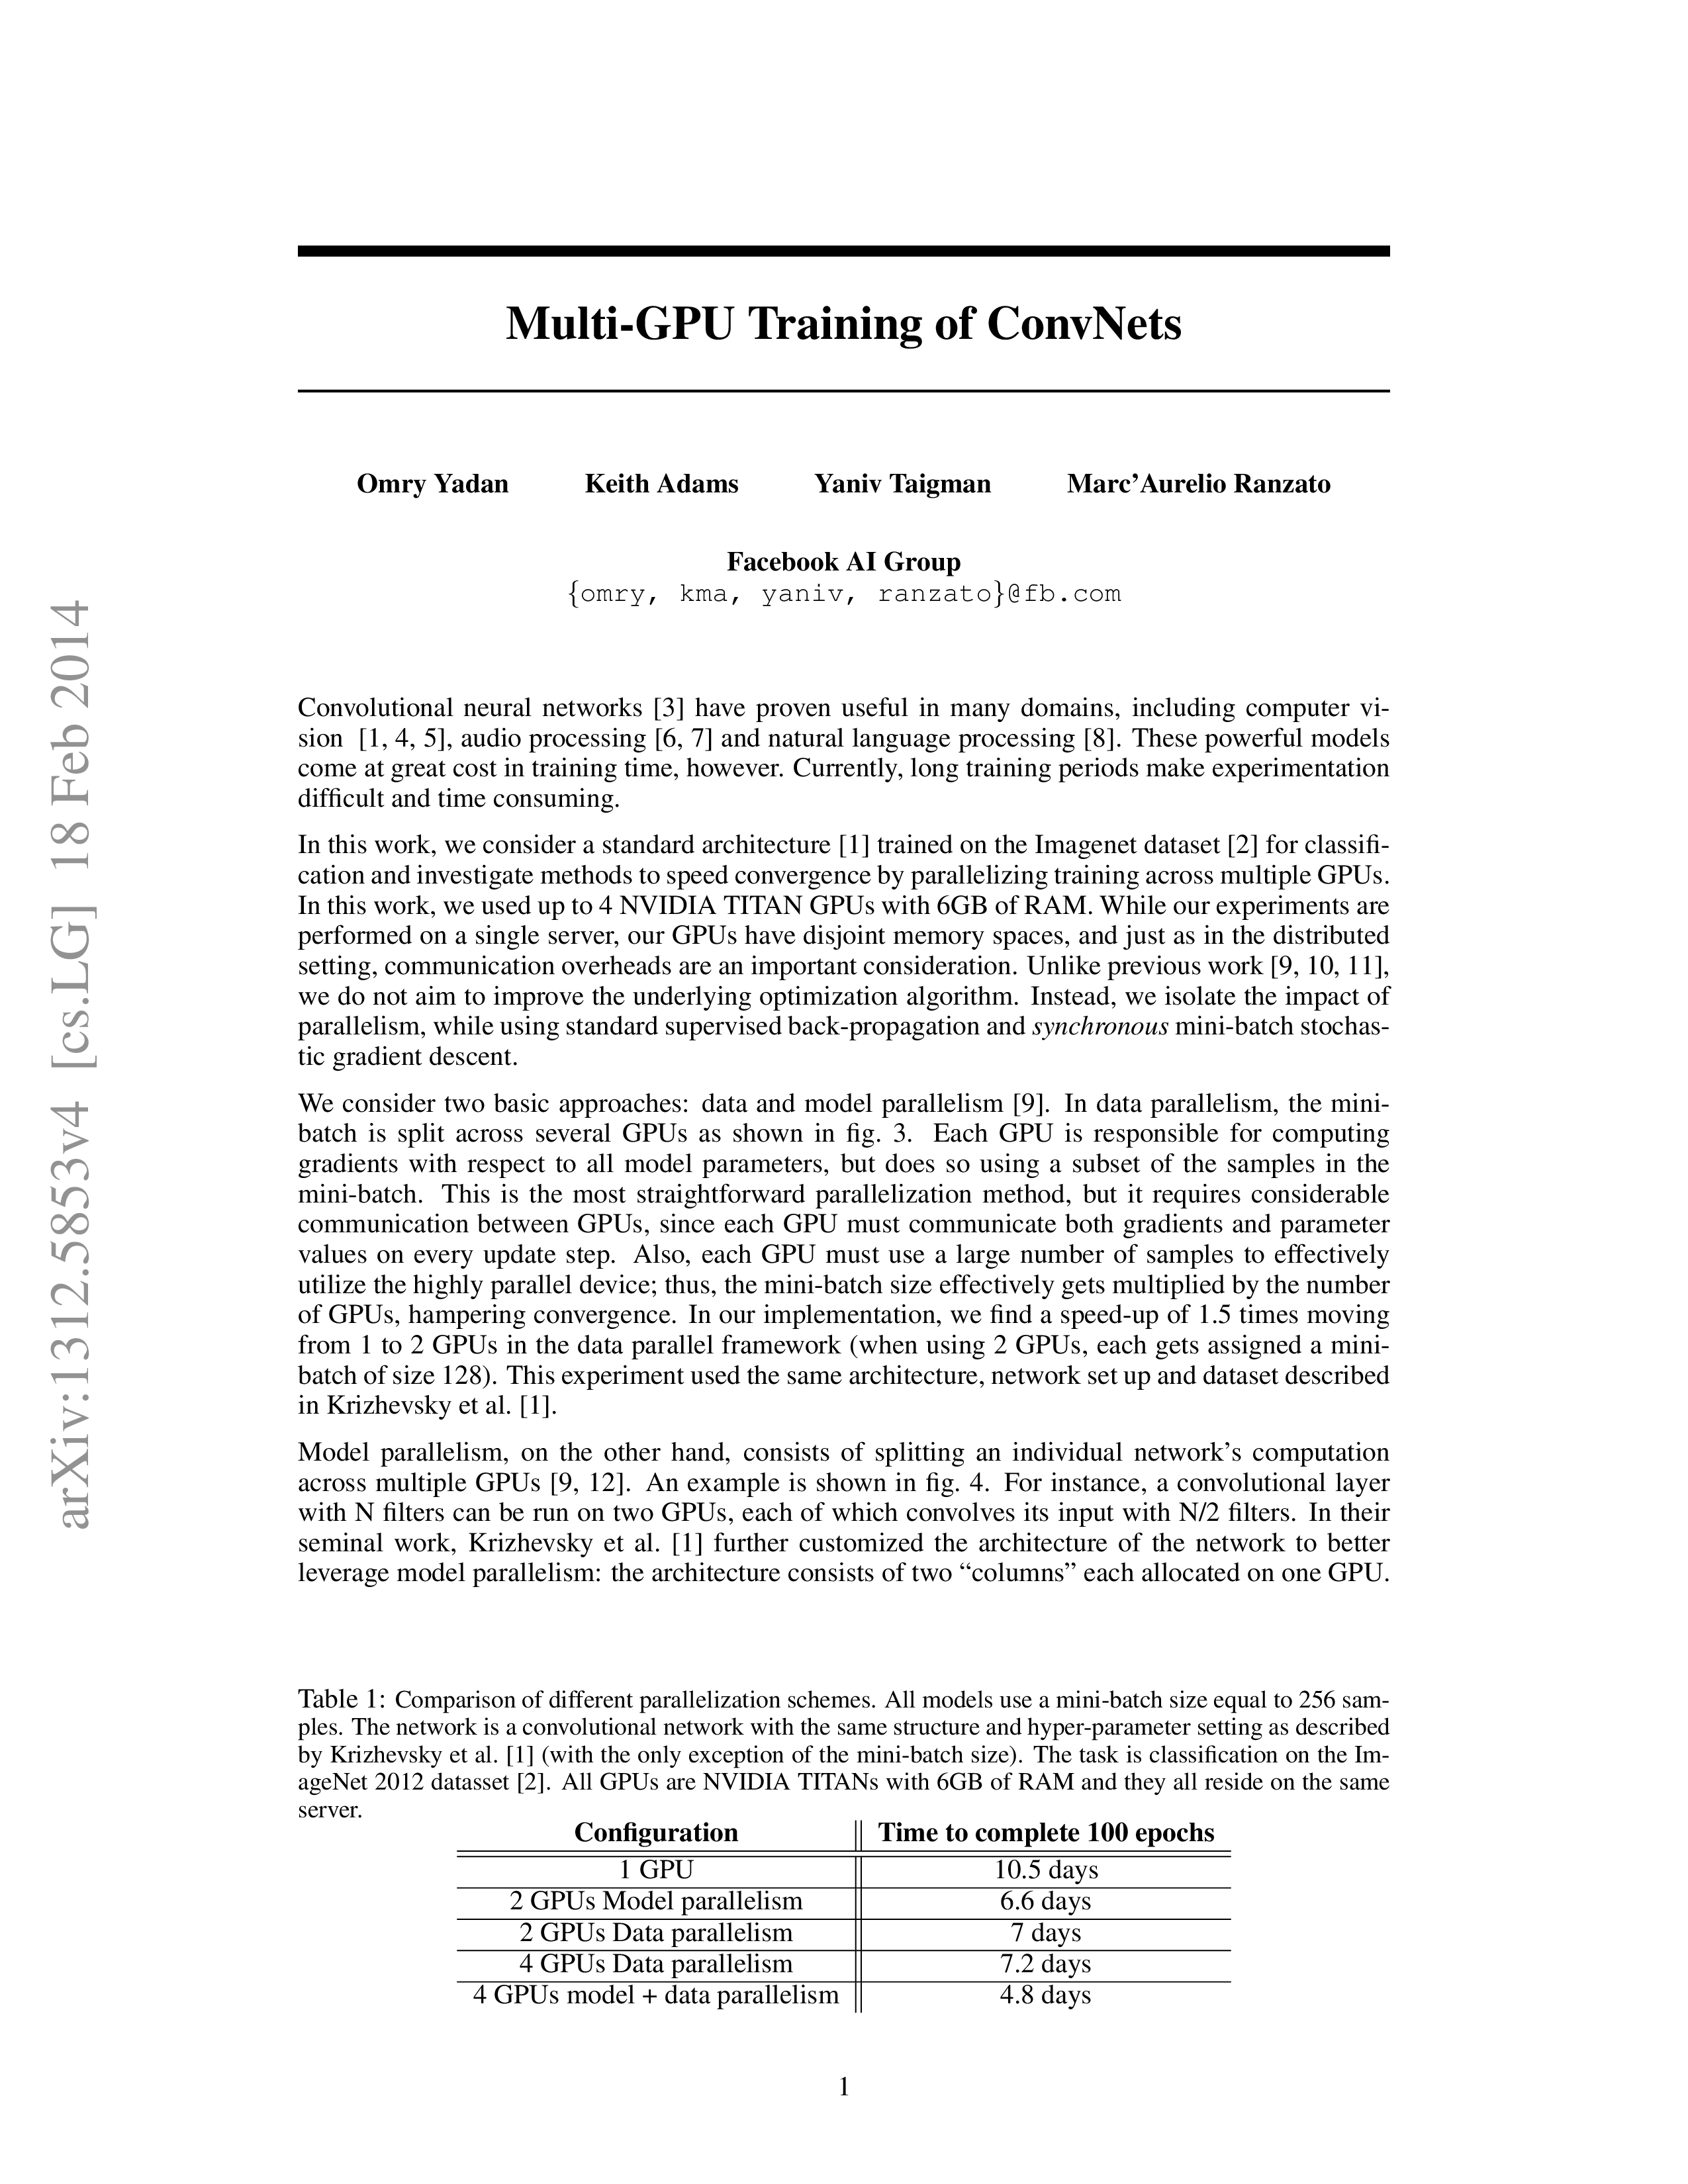 Multi-GPU Training of ConvNets
Omry Yadan Keith Adams Yaniv Taigman Marc'Aurelio Ranzato
Facebook AI Group
{omry, kma, yaniv, ranzato}@fb.com
arXiv:1312.5853v4 [cs.LG] 18 Feb 2014
Convolutional neural networks [3] have proven useful in many domains, including computer vi-
sion [1, 4, 5], audio processing [6, 7] and natural language processing [8]. These powerful models
come at great cost in training time, however. Currently, long training periods make experimentation
difficult and time consuming.
In this work, we consider a standard architecture [1] trained on the Imagenet dataset [2] for classifi-
cation and investigate methods to speed convergence by parallelizing training across multiple GPUs.
In this work, we used up to 4 NVIDIA TITAN GPUs with 6GB of RAM. While our experiments are
performed on a single server, our GPUs have disjoint memory spaces, and just as in the distributed
setting, communication overheads are an important consideration. Unlike previous work [9, 10, 11],
we do not aim to improve the underlying optimization algorithm. Instead, we isolate the impact of
parallelism, while using standard supervised back-propagation and synchronous mini-batch stochas-
tic gradient descent.
We consider two basic approaches: data and model parallelism [9]. In data parallelism, the mini-
batch is split across several GPUs as shown in fig. 3. Each GPU is responsible for computing
gradients with respect to all model parameters, but does so using a subset of the samples in the
mini-batch. This is the most straightforward parallelization method, but it requires considerable
communication between GPUs, since each GPU must communicate both gradients and parameter
values on every update step. Also, each GPU must use a large number of samples to effectively
utilize the highly parallel device; thus, the mini-batch size effectively gets multiplied by the number
of GPUs, hampering convergence. In our implementation, we find a speed-up of 1.5 times moving
from 1 to 2 GPUs in the data parallel framework (when using 2 GPUs, each gets assigned a mini-
batch of size 128). This experiment used the same architecture, network set up and dataset described
in Krizhevsky et al. [1].
Model parallelism, on the other hand, consists of splitting an individual network's computation
across multiple GPUs [9, 12]. An example is shown in fig. 4. For instance, a convolutional layer
with N filters can be run on two GPUs, each of which convolves its input with N/2 filters. In their
seminal work, Krizhevsky et al. [1] further customized the architecture of the network to better
leverage model parallelism: the architecture consists of two “columns” each allocated on one GPU.
Table 1: Comparison of different parallelization schemes. All models use a mini-batch size equal to 256 sam-
ples. The network is a convolutional network with the same structure and hyper-parameter setting as described
by Krizhevsky et al. [1] (with the only exception of the mini-batch size). The task is classification on the Im-
ageNet 2012 datasset [2]. All GPUs are NVIDIA TITANs with 6GB of RAM and they all reside on the same
server.
Configuration Time to complete 100 epochs
1 GPU 10.5 days
2 GPUs Model parallelism 6.6 days
2 GPUs Data parallelism 7 days
4 GPUs Data parallelism 7.2 days
4 GPUs model + data parallelism 4.8 days
1